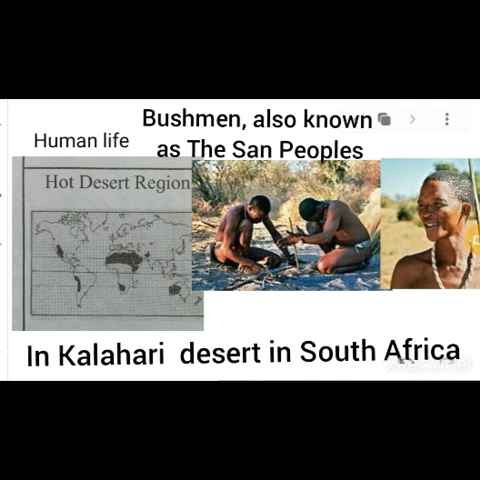 Bushmen, also known
Human life
as The San Peoples
Hot Desert Region
In Kalahari desert in South Africa